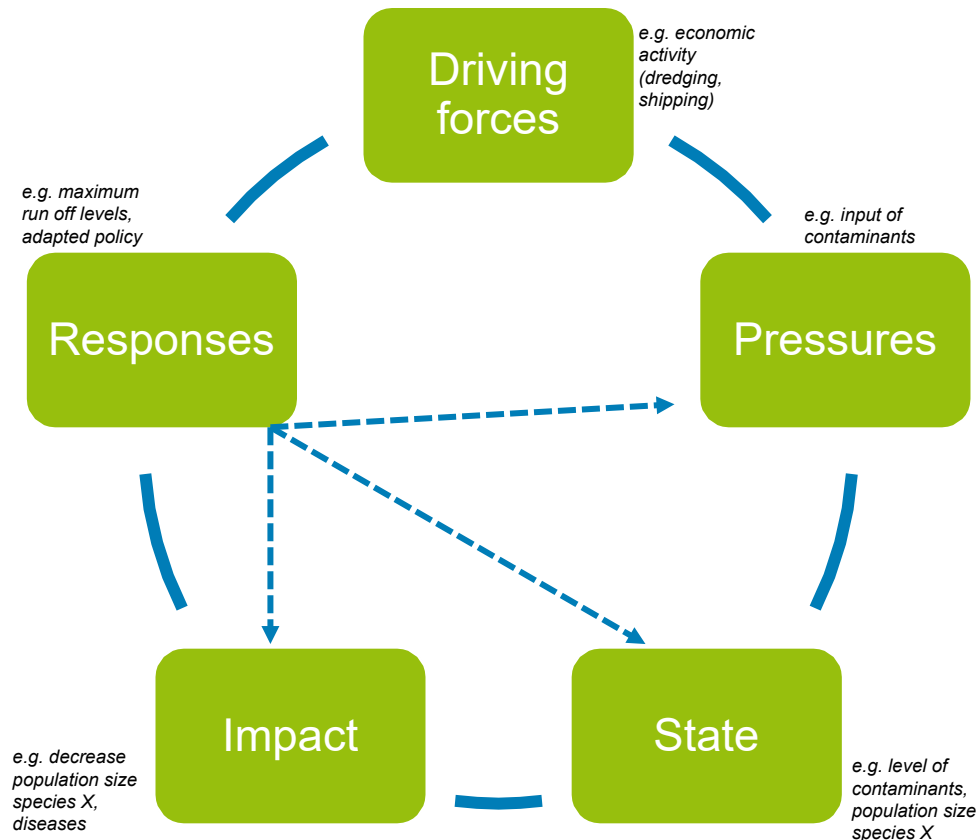 Driving
forces
e.g. economic
activity
(dredging,
shipping)
e.g. maximum
run off levels,
adapted policy
e.g. input of
contaminants
Responses
Pressures
Impact
State
e.g. decrease
population size
species X,
diseases
e.g. level of
contaminants,
population size
species X